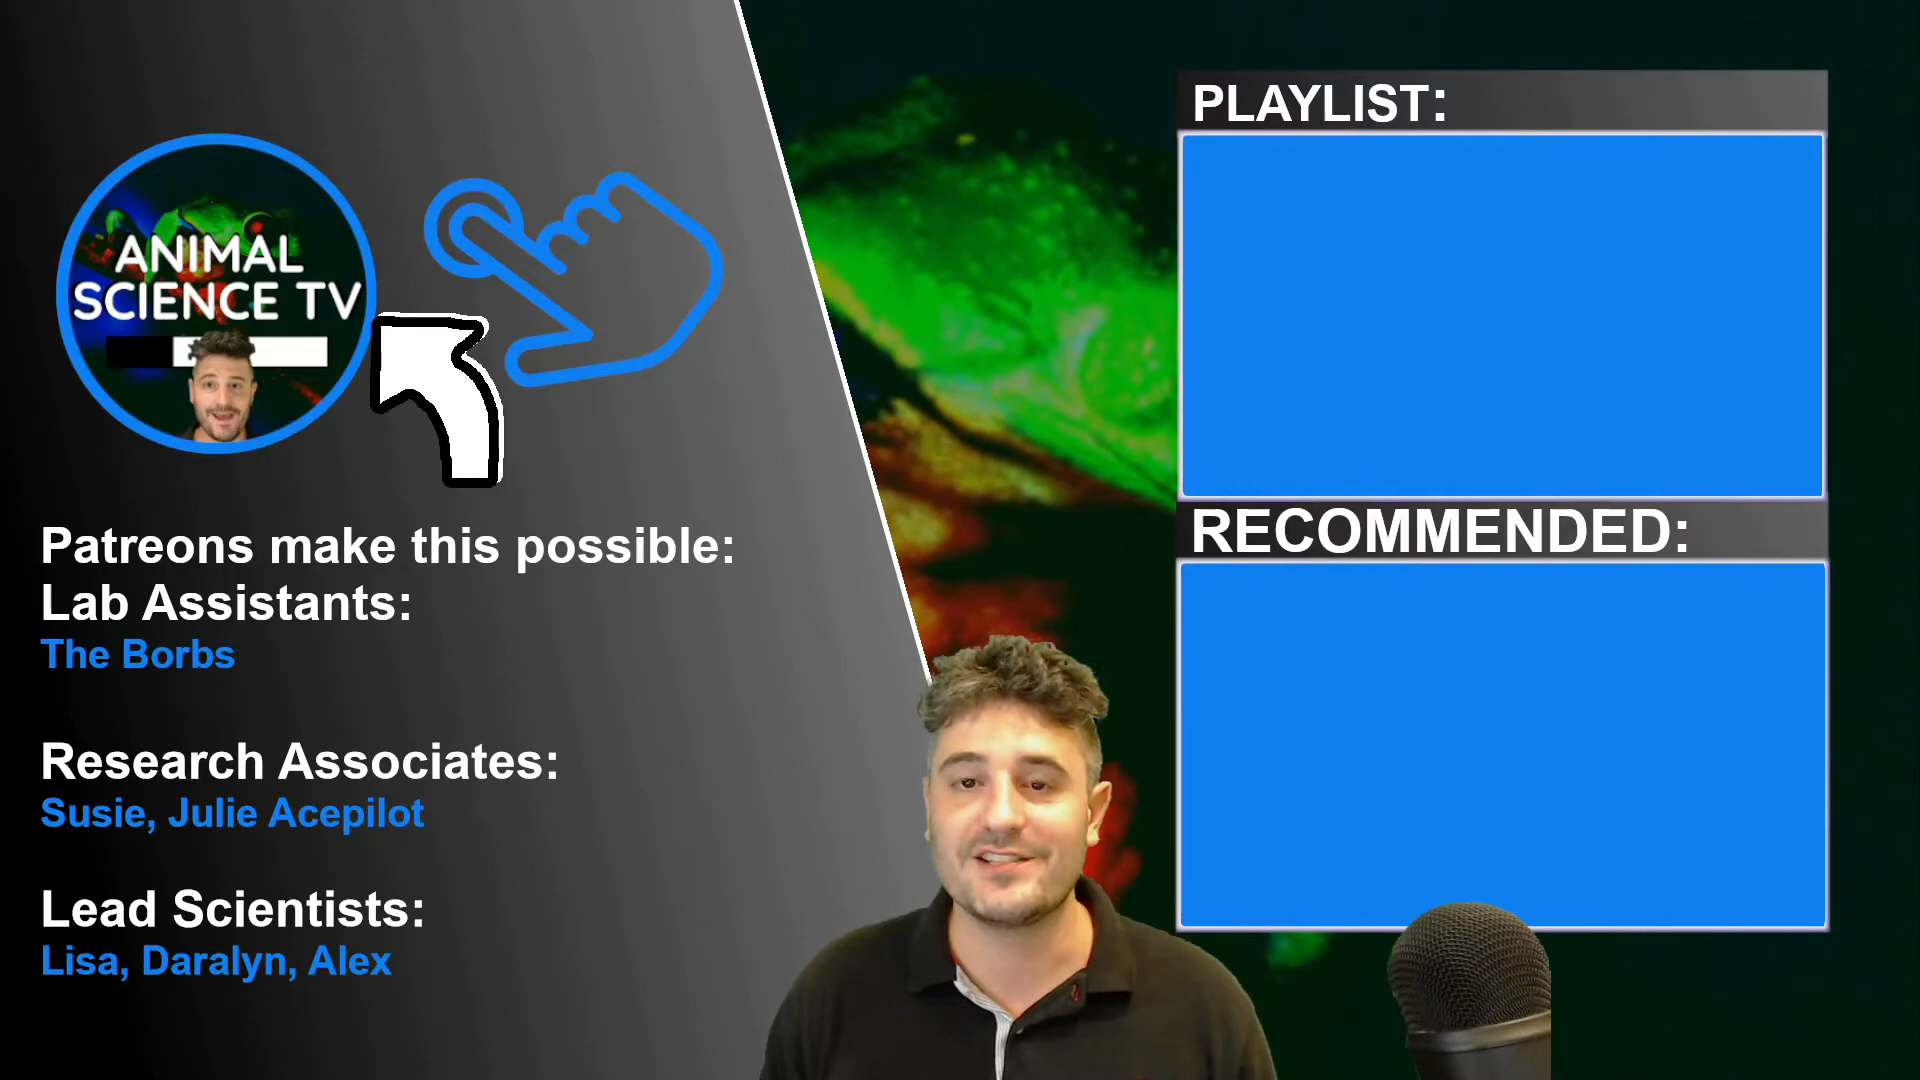 ANIMAL
SCIENCE TV
Patreons make this possible:
Lab Assistants:
The Borbs
Research Associates:
Susie, Julie Acepilot
Lead Scientists:
Lisa, Daralyn, Alex
PLAYLIST:
RECOMMENDED: